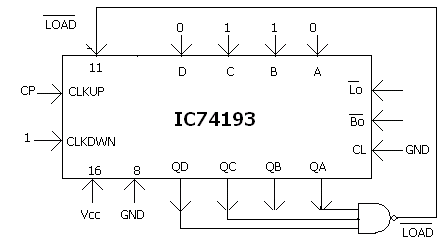 LOAD
0 1 1 0
11 D C B A
CP CLKUP Lo
IC74193
Bo
1 CLKDWN CL GND
16 8 QD QC QB QA
Vcc GND
LOAD